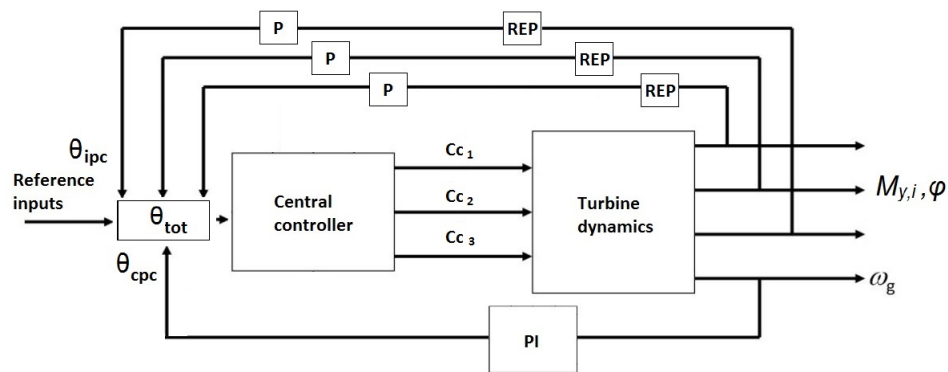 P
REP
P
REP
P
REP
θipc
Reference
inputs
θtot
θcpc
Central
controller
Cc 1
Cc 2
Cc 3
Turbine
dynamics
My,i ,φ
ωg
PI